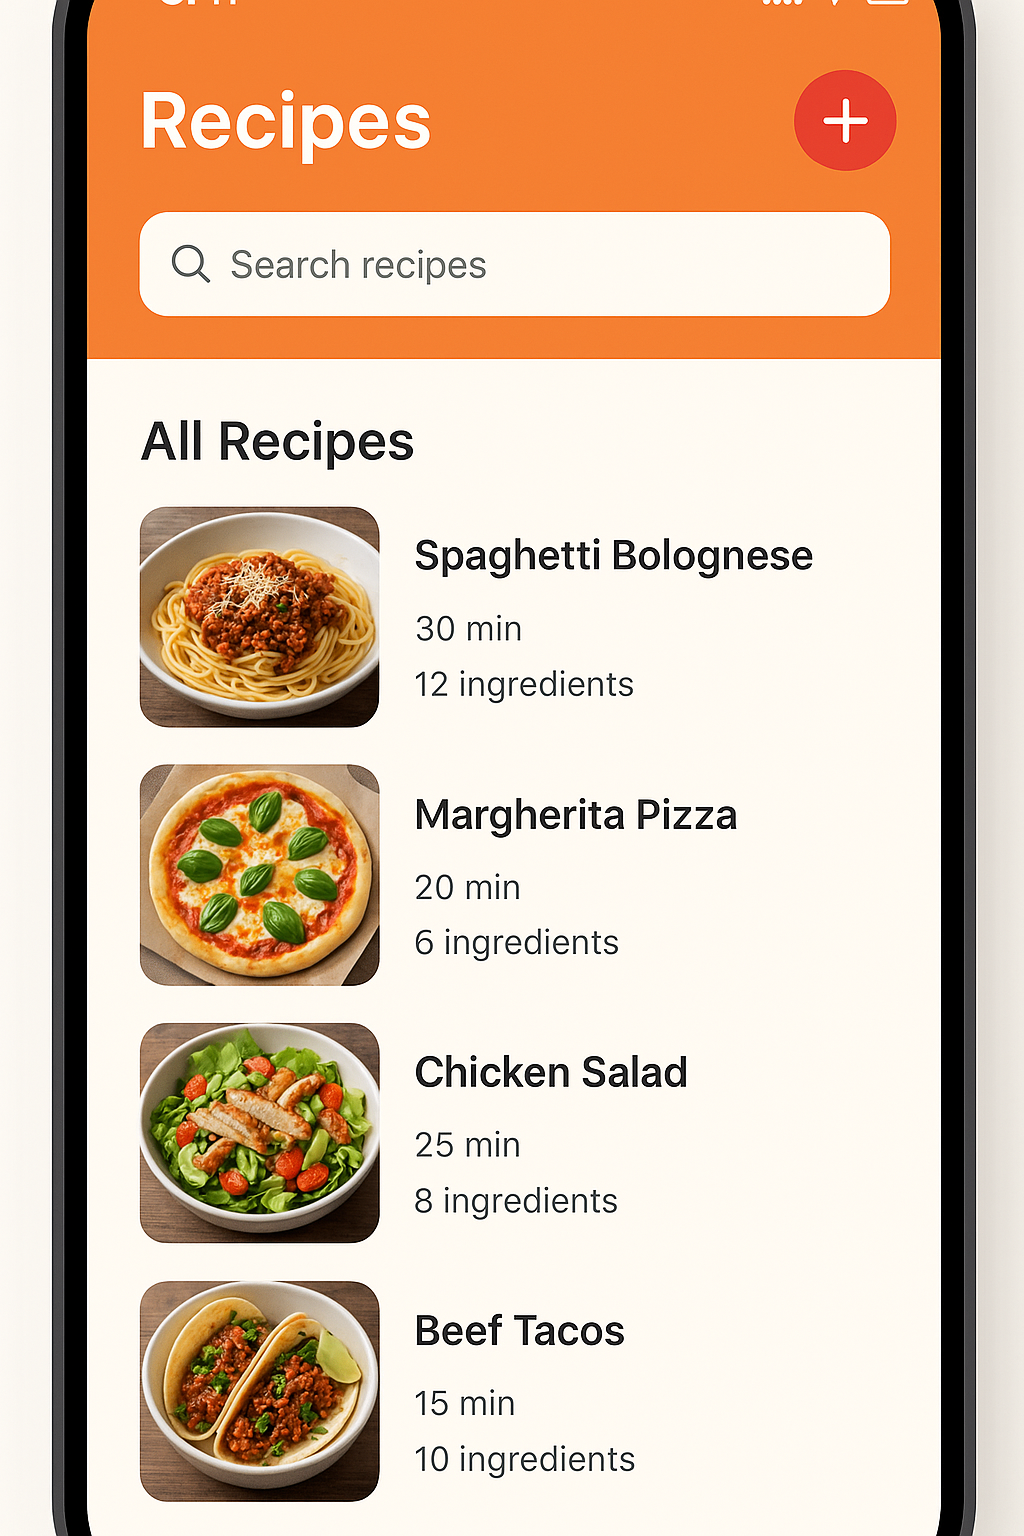 Recipes
Search recipes
All Recipes
Spaghetti Bolognese
30 min
12 ingredients
Margherita Pizza
20 min
6 ingredients
Chicken Salad
25 min
8 ingredients
Beef Tacos
15 min
10 ingredients